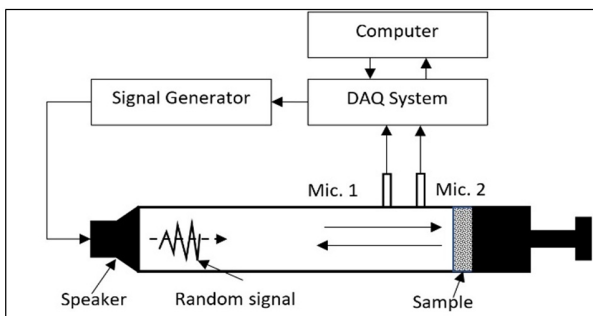 Computer
Signal Generator
DAQ System
Mic. 1
Mic. 2
Speaker
Random signal
Sample